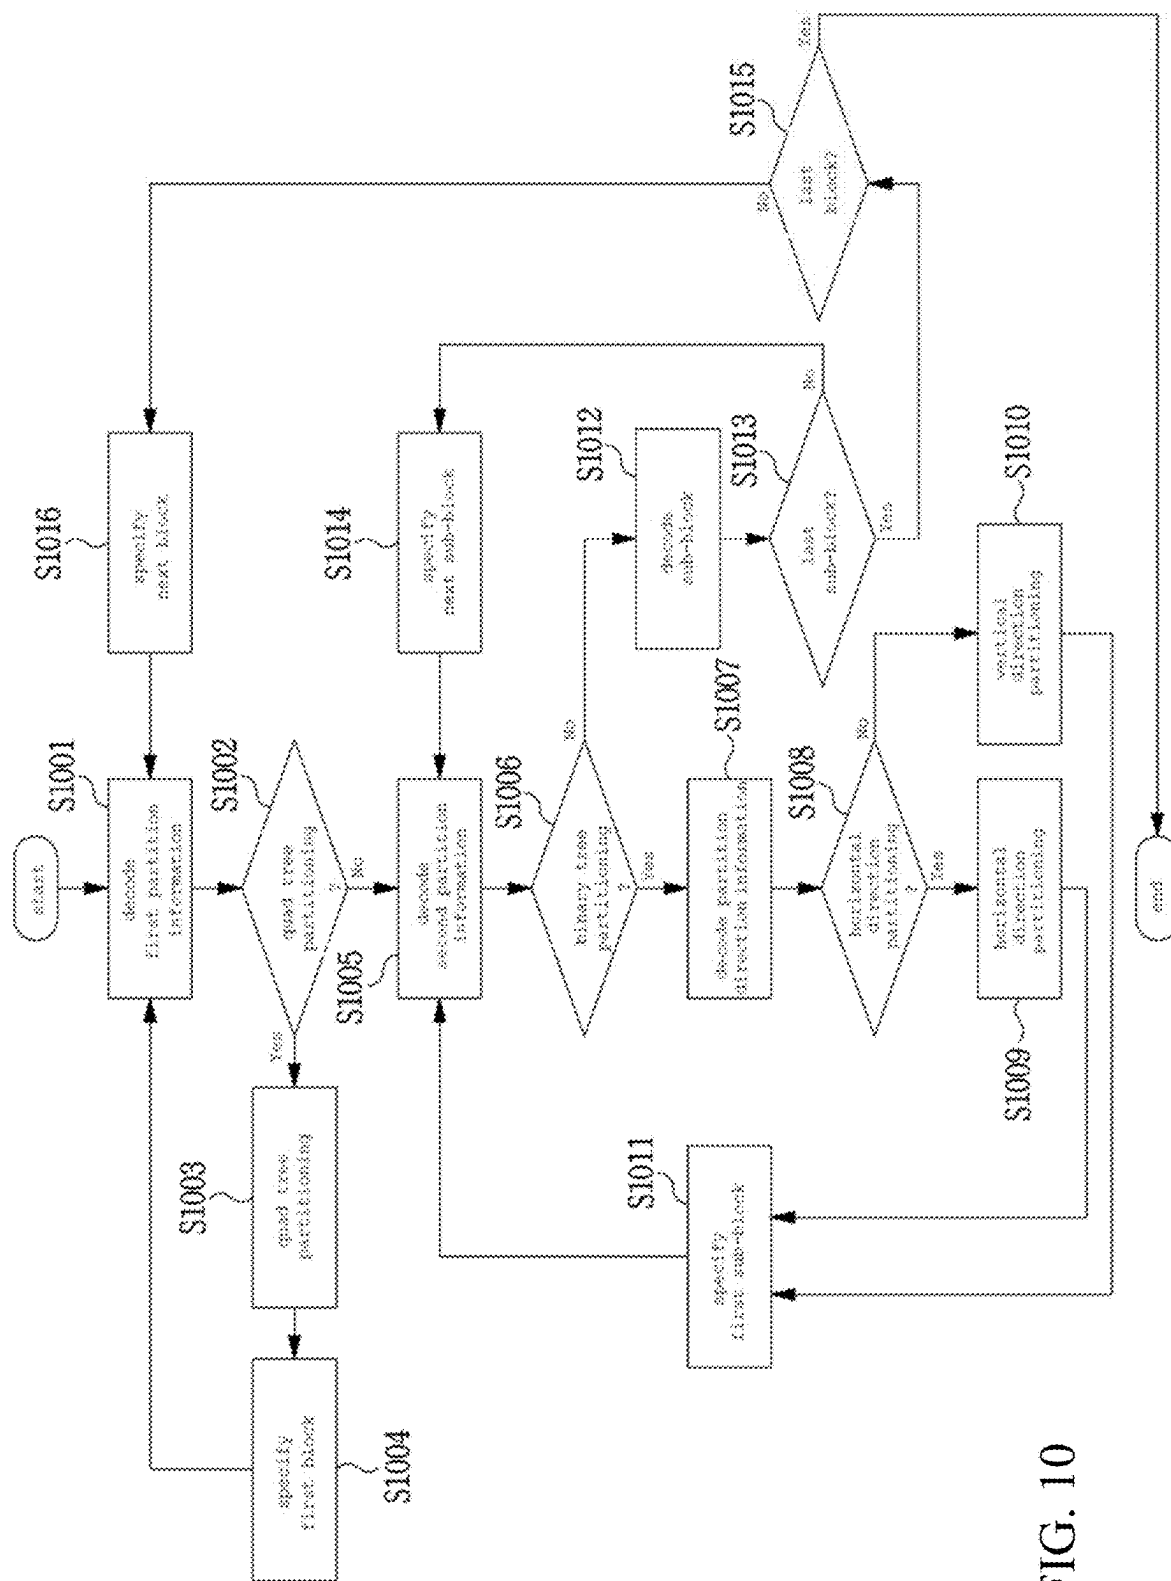 start
S1001
decode
first partition
information
S1016
specify
next block
S1002
quad tree
partitioning
?
Yes
No
S1003
quad tree
partitioning
S1004
specify
first block
S1005
decode
second partition
information
S1014
specify
next sub-block
S1006
binary tree
partitioning
?
No
Yes
S1012
decode
sub-block
S1013
last
sub-block?
No
Yes
S1015
last
block?
No
Yes
S1007
direction infomation
S1008
horizontal
direction
partitioning
?
No
Yes
S1010
vertical
direction
partitioning
S1009
horizontal
direction
partitioning
S1011
specify
first sub-block
end
FIG. 10